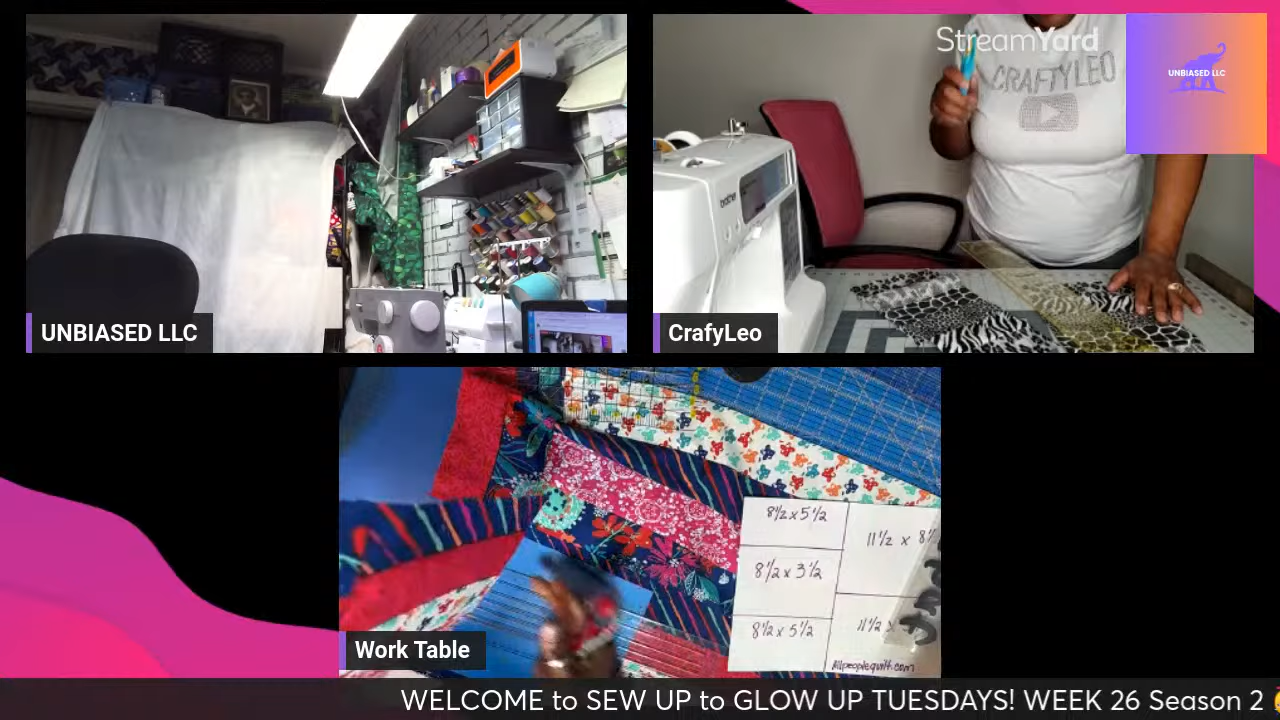 StreamYard
CRAFTYLEO
UNBIASED LLC
brother
UNBIASED LLC
CrafyLeo
8½ x 5½
11½ x 8½
8½ x 3½
8½ x 5½
11½ x
Allpeoplequilt.com
Work Table
WELCOME to SEW UP to GLOW UP TUESDAYS! WEEK 26 Season 2